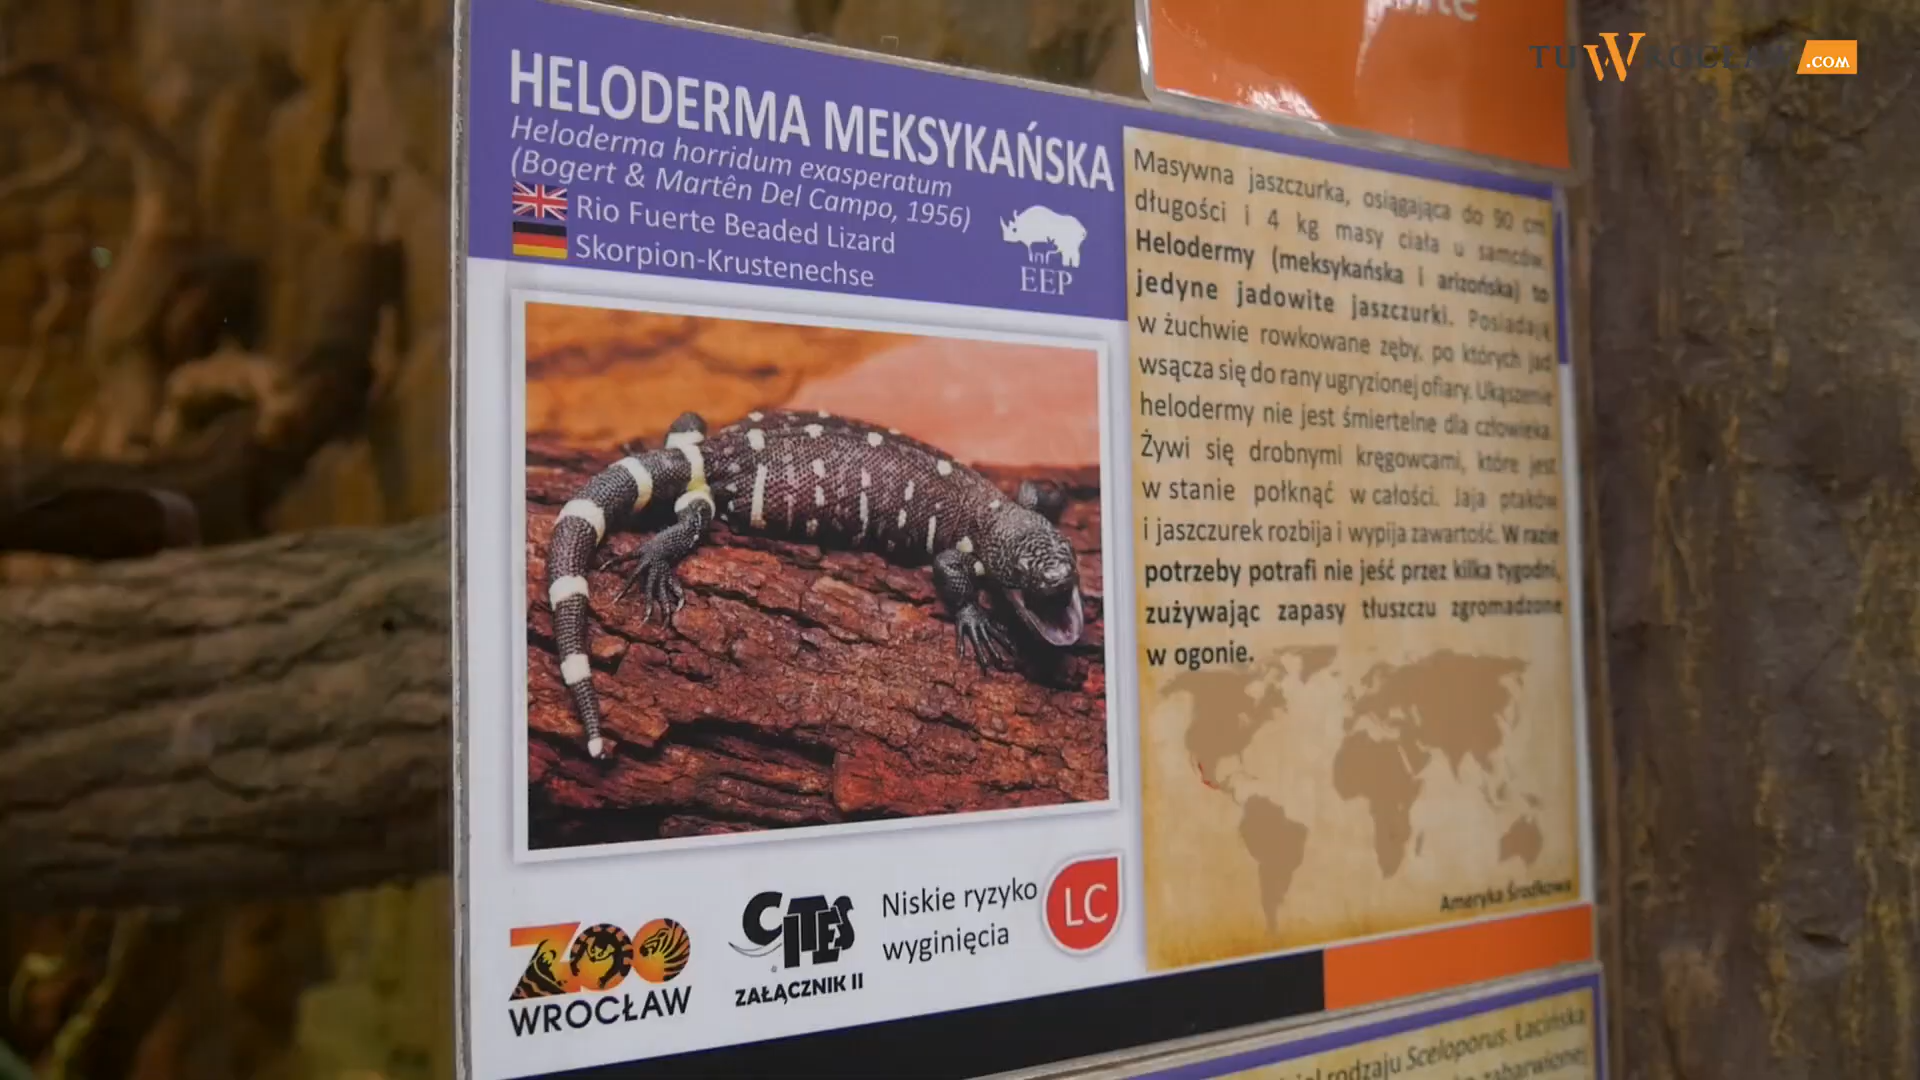 TUWROCŁAW.COM
HELODERMA MEKSYKAŃSKA
Heloderma horridum exasperatum
(Bogert & Martên Del Campo, 1956)
Rio Fuerte Beaded Lizard
Skorpion-Krustenechse
EEP
Masywna jaszczurka, osiągająca do 90 cm
długości i 4 kg masy ciała u samców.
Helodermy (meksykańska i arizońska) to
jedyne jadowite jaszczurki. Posiadają
w żuchwie rowkowane zęby, po których jad
wsącza się do rany ugryzionej ofiary. Ukąszenie
helodermy nie jest śmiertelne dla człowieka.
Żywi się drobnymi kręgowcami, które jest
w stanie połknąć w całości. Jaja ptaków
i jaszczurek rozbija i wypija zawartość. W razie
potrzeby potrafi nie jeść przez kilka tygodni,
zużywając zapasy tłuszczu zgromadzone
w ogonie.
Ameryka Środkowa
ZOO
WROCŁAW
CITES
ZAŁĄCZNIK II
Niskie ryzyko
wyginięcia
LC
rodzaju Sceloporus. Łacińska
zabarwionej